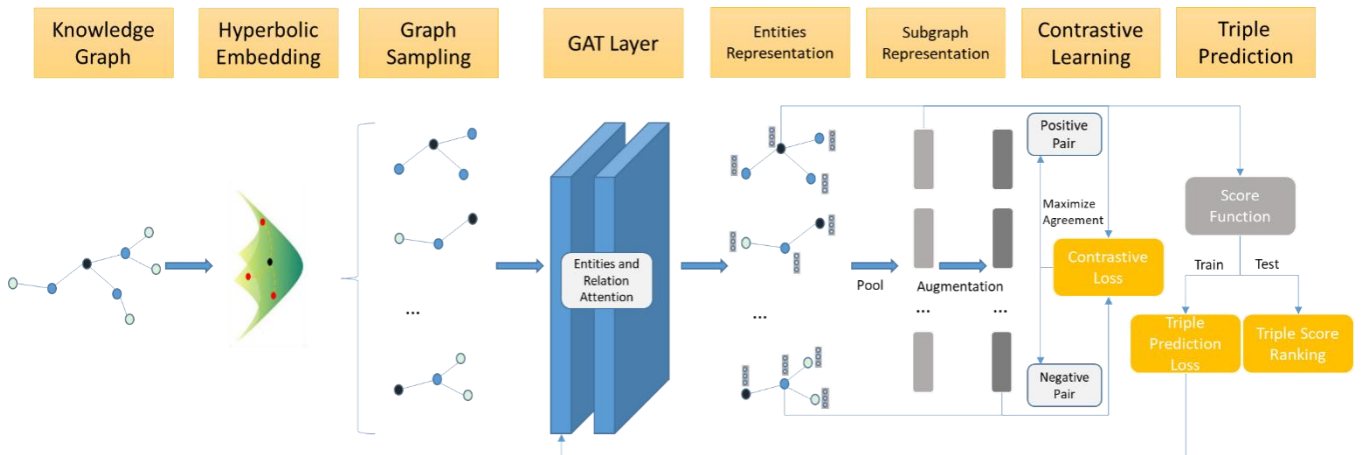 Knowledge
Graph
Hyperbolic
Embedding
Graph
Sampling
GAT Layer
Entities
Representation
Subgraph
Representation
Contrastive
Learning
Triple
Prediction
Positive
Pair
Maximize
Agreement
Score
Function
Entities and
Relation
Attention
Contrastive
Loss
Train
Test
Pool
Augmentation
...
...
...
...
Triple
Prediction
Loss
Triple Score
Ranking
Negative
Pair